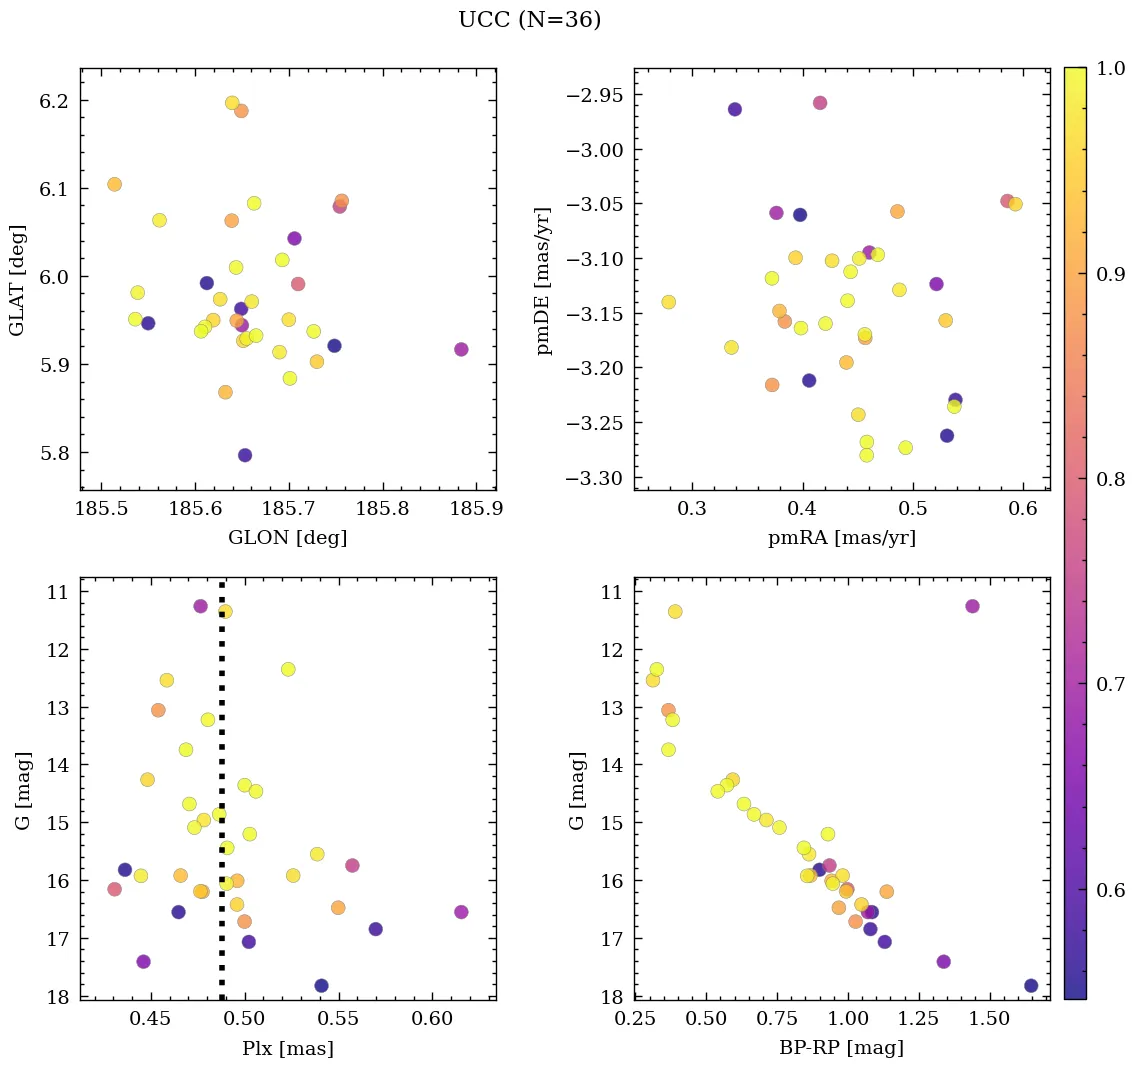 UCC (N=36)
6.2
6.1
6.0
5.9
5.8
GLAT [deg]
185.5 185.6 185.7 185.8 185.9
GLON [deg]
−2.95
−3.00
−3.05
−3.10
−3.15
−3.20
−3.25
−3.30
pmDE [mas/yr]
0.3 0.4 0.5 0.6
pmRA [mas/yr]
11
12
13
14
15
16
17
18
G [mag]
0.45 0.50 0.55 0.60
Plx [mas]
11
12
13
14
15
16
17
18
G [mag]
0.25 0.50 0.75 1.00 1.25 1.50
BP-RP [mag]
1.0
0.9
0.8
0.7
0.6